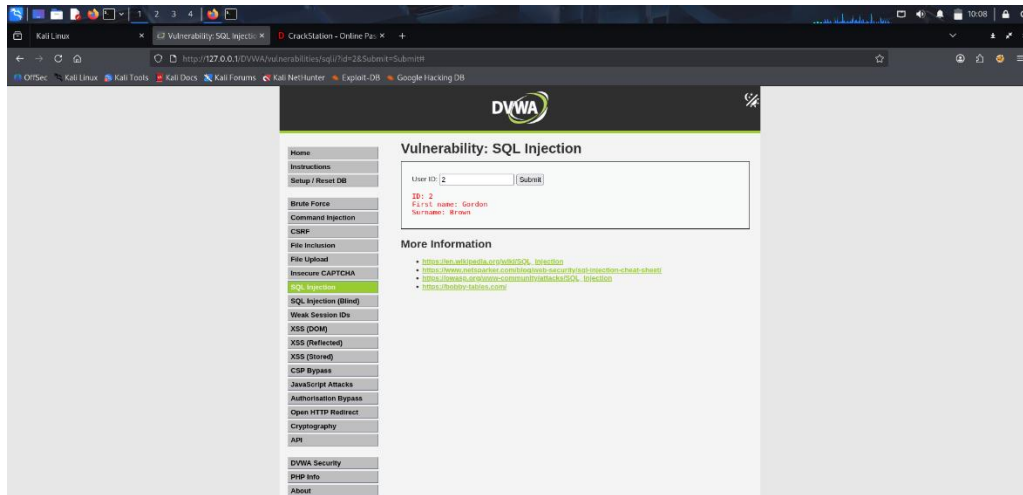 1 2 3 4
10:08
Kali Linux
Vulnerability: SQL Injectio
CrackStation - Online Pas
http://127.0.0.1/DVWA/vulnerabilities/sqli/?id=2&Submit=Submit#
OffSec Kali Linux Kali Tools Kali Docs Kali Forums Kali NetHunter Exploit-DB Google Hacking DB
DVWA
Vulnerability: SQL Injection
Home
Instructions
Setup / Reset DB
User ID: 2 Submit
ID: 2
First name: Gordon
Surname: Brown
Brute Force
Command Injection
CSRF
File Inclusion
File Upload
Insecure CAPTCHA
SQL Injection
SQL Injection (Blind)
Weak Session IDs
XSS (DOM)
XSS (Reflected)
XSS (Stored)
CSP Bypass
JavaScript Attacks
Authorisation Bypass
Open HTTP Redirect
Cryptography
API
DVWA Security
PHP Info
About
More Information
https://en.wikipedia.org/wiki/SQL_injection
https://www.netsparker.com/blog/web-security/sql-injection-cheat-sheet/
https://owasp.org/www-community/attacks/SQL_Injection
https://bobby-tables.com/